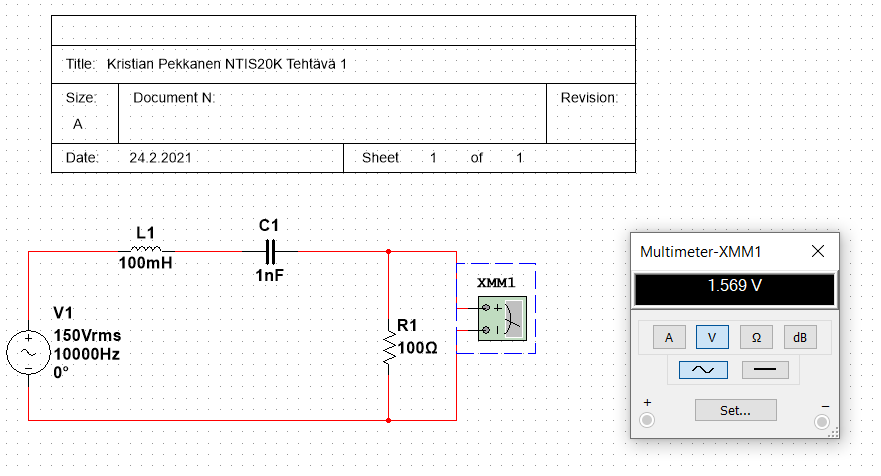 Title: Kristian Pekkanen NTIS20K Tehtävä 1
Size: Document N: Revision:
A
Date: 24.2.2021 Sheet 1 of 1
L1
100mH
C1
1nF
V1
150Vrms
10000Hz
0°
R1
100Ω
XMM1
Multimeter-XMM1
1.569 V
A V Ω dB
Set...
+ −